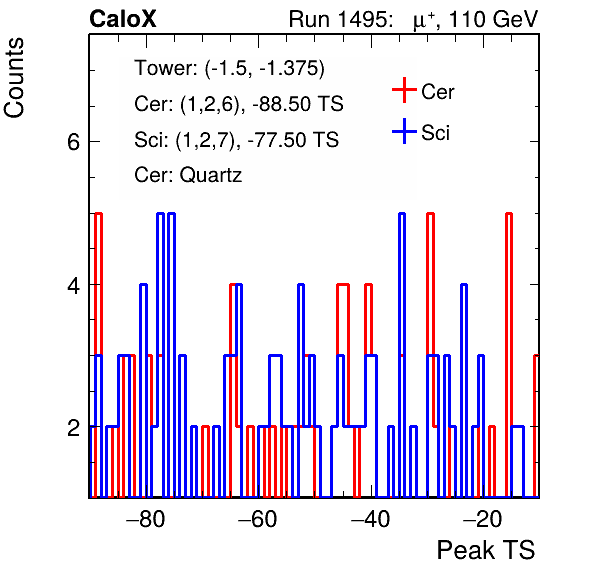 CaloX Run 1495: μ⁺, 110 GeV
Counts
Tower: (-1.5, -1.375)
Cer: (1,2,6), -88.50 TS
Sci: (1,2,7), -77.50 TS
Cer: Quartz
Cer
Sci
6
4
2
−80 −60 −40 −20
Peak TS